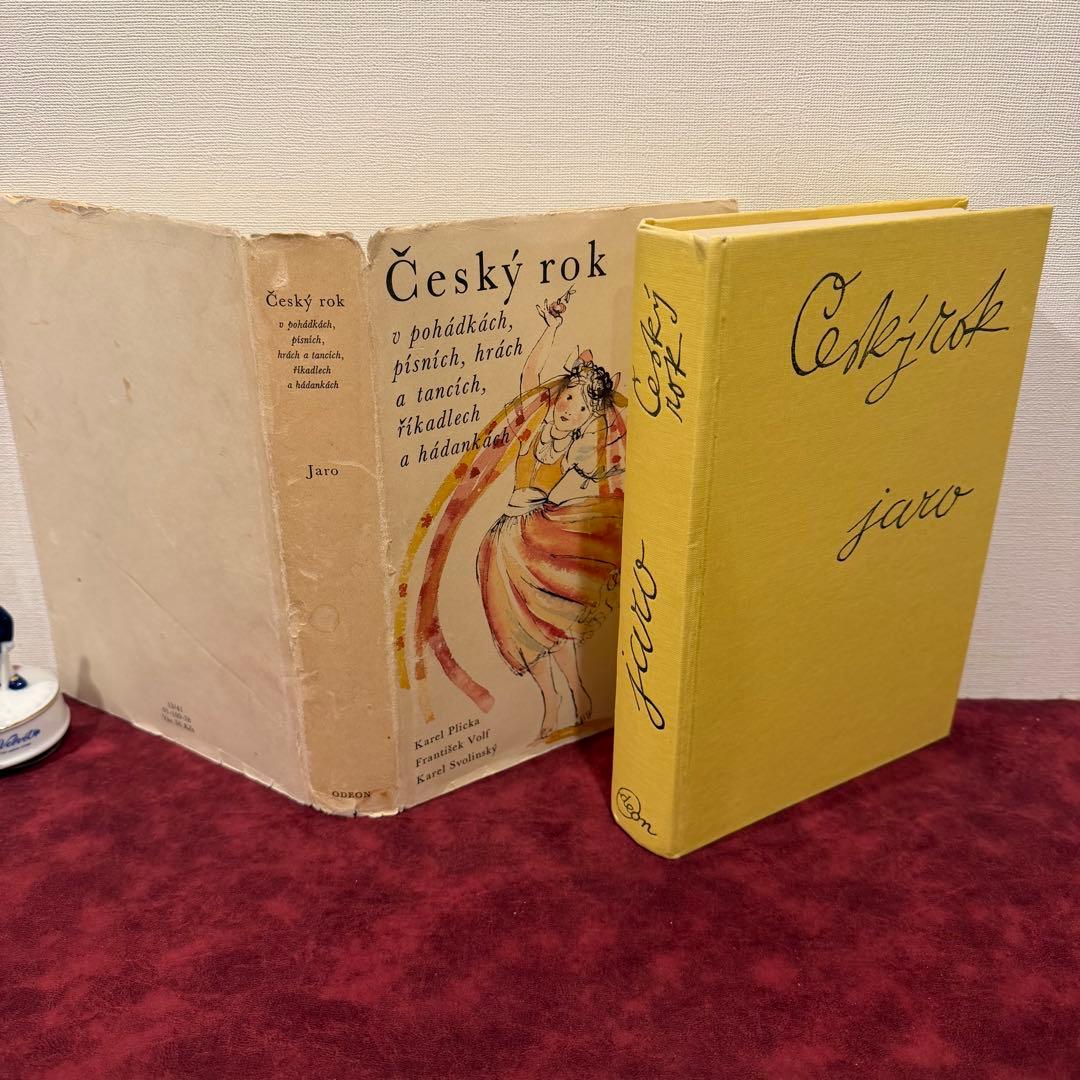 Český rok
v pohádkách,
písních,
hrách a tancích,
říkadlech
a hádankách
Jaro
ODEON
Český rok
v pohádkách,
písních, hrách
a tancích,
říkadlech
a hádankách
Karel Plicka
František Volf
Karel Svolinský
Český
rok
jaro
Odeon
Český rok
jaro